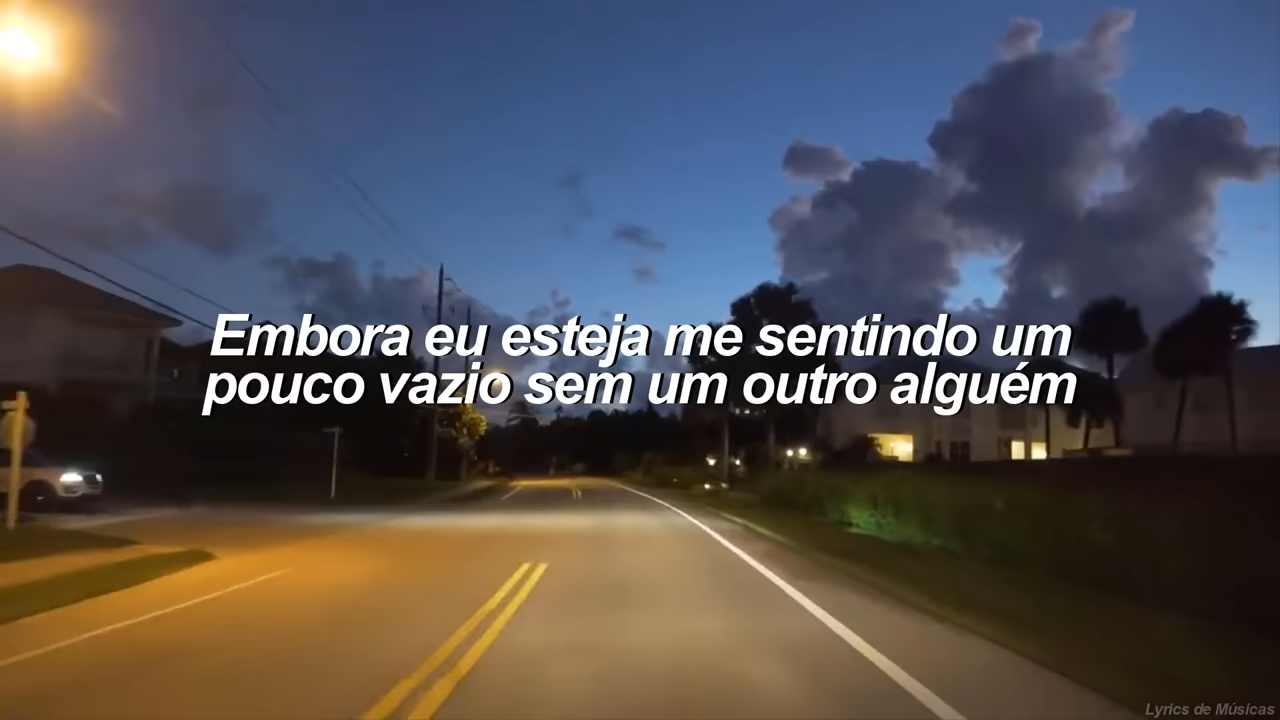 Embora eu esteja me sentindo um
pouco vazio sem um outro alguém
Lyrics de Músicas